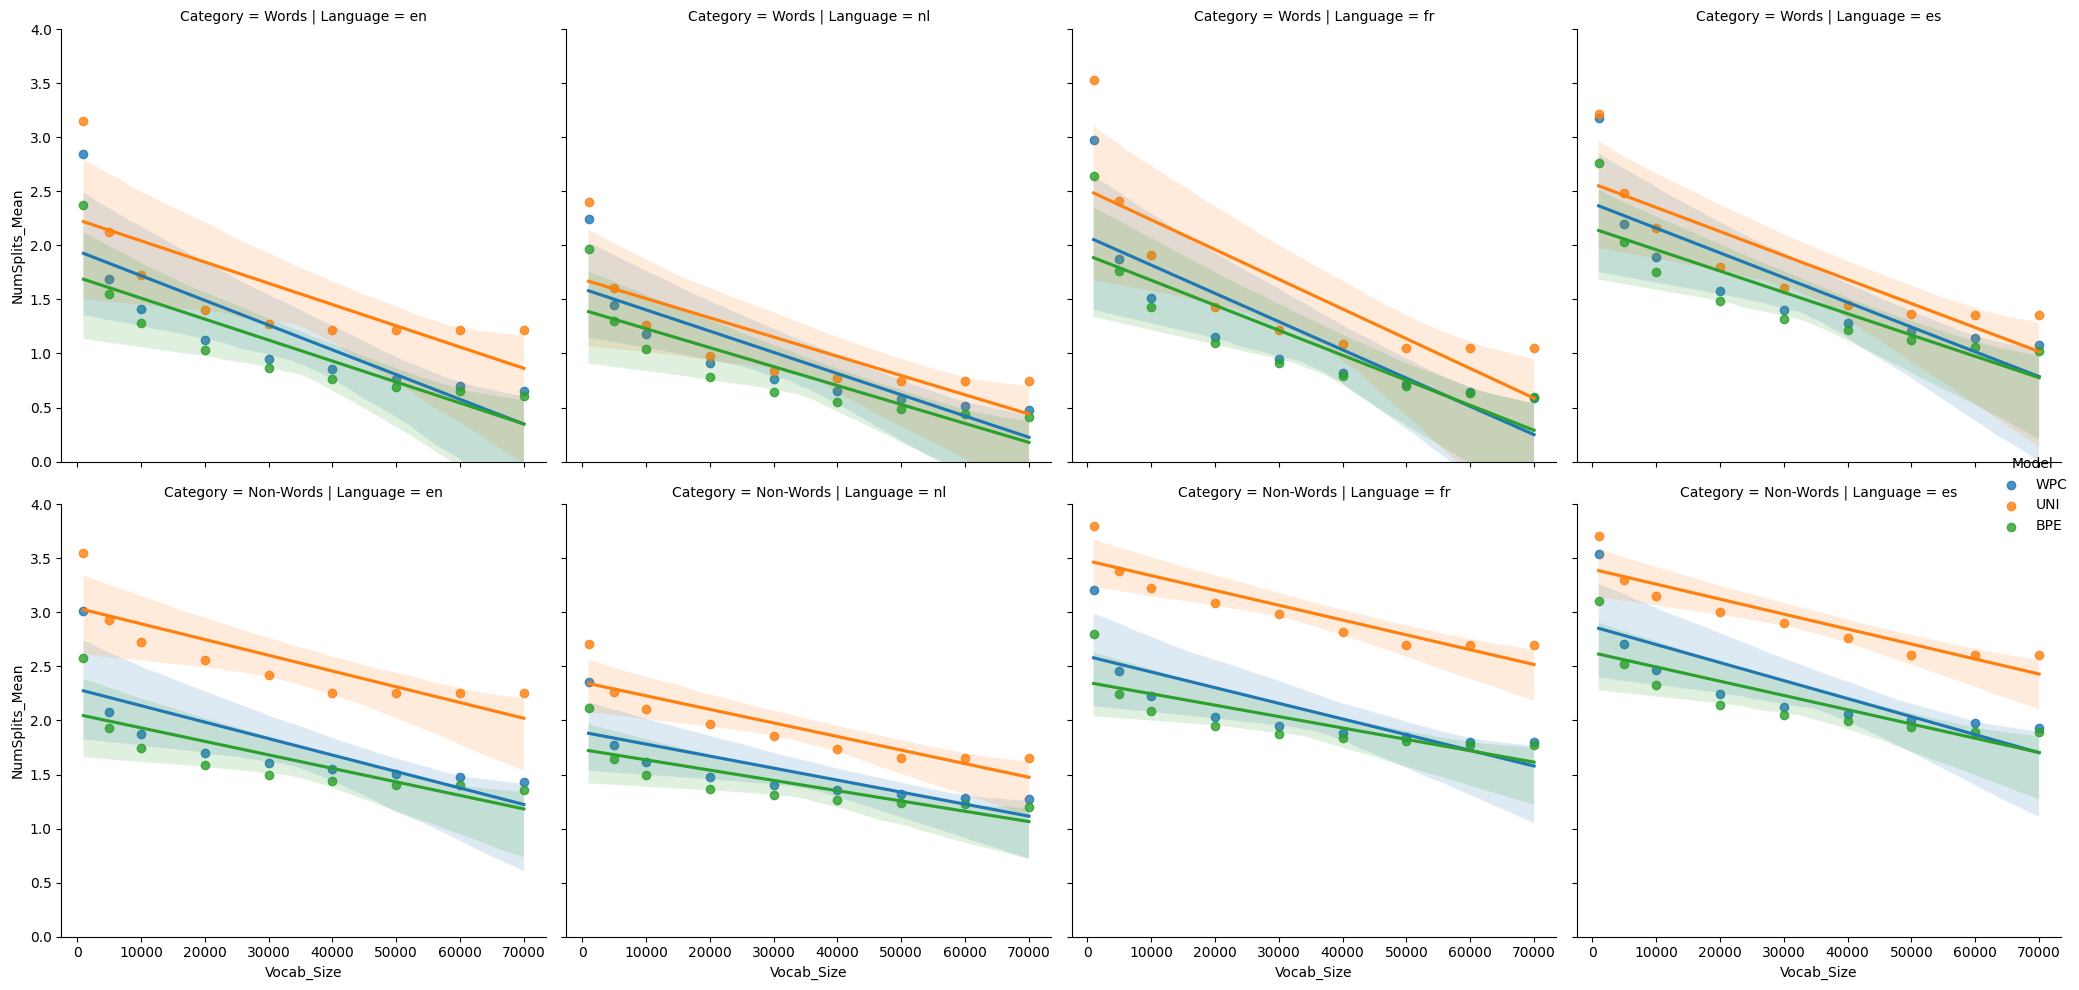 Category = Words | Language = en
Category = Words | Language = nl
Category = Words | Language = fr
Category = Words | Language = es
4.0
3.5
3.0
2.5
2.0
1.5
1.0
0.5
0.0
NumSplits_Mean
Category = Non-Words | Language = en
Category = Non-Words | Language = nl
Category = Non-Words | Language = fr
Category = Non-Words | Language = es
4.0
3.5
3.0
2.5
2.0
1.5
1.0
0.5
0.0
NumSplits_Mean
0 10000 20000 30000 40000 50000 60000 70000
Vocab_Size
0 10000 20000 30000 40000 50000 60000 70000
Vocab_Size
0 10000 20000 30000 40000 50000 60000 70000
Vocab_Size
0 10000 20000 30000 40000 50000 60000 70000
Vocab_Size
Model
WPC
UNI
BPE